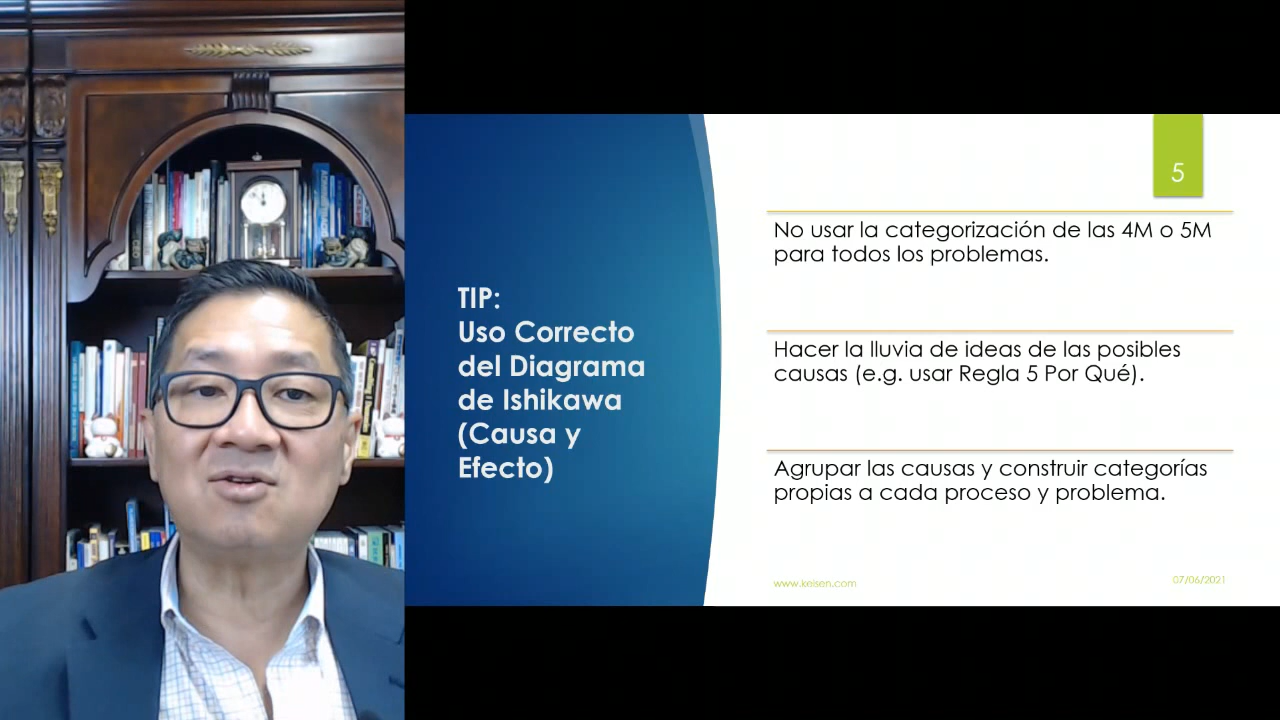 TIP:
Uso Correcto
del Diagrama
de Ishikawa
(Causa y
Efecto)
5
No usar la categorización de las 4M o 5M
para todos los problemas.
Hacer la lluvia de ideas de las posibles
causas (e.g. usar Regla 5 Por Qué).
Agrupar las causas y construir categorías
propias a cada proceso y problema.
www.keisen.com
07/06/2021